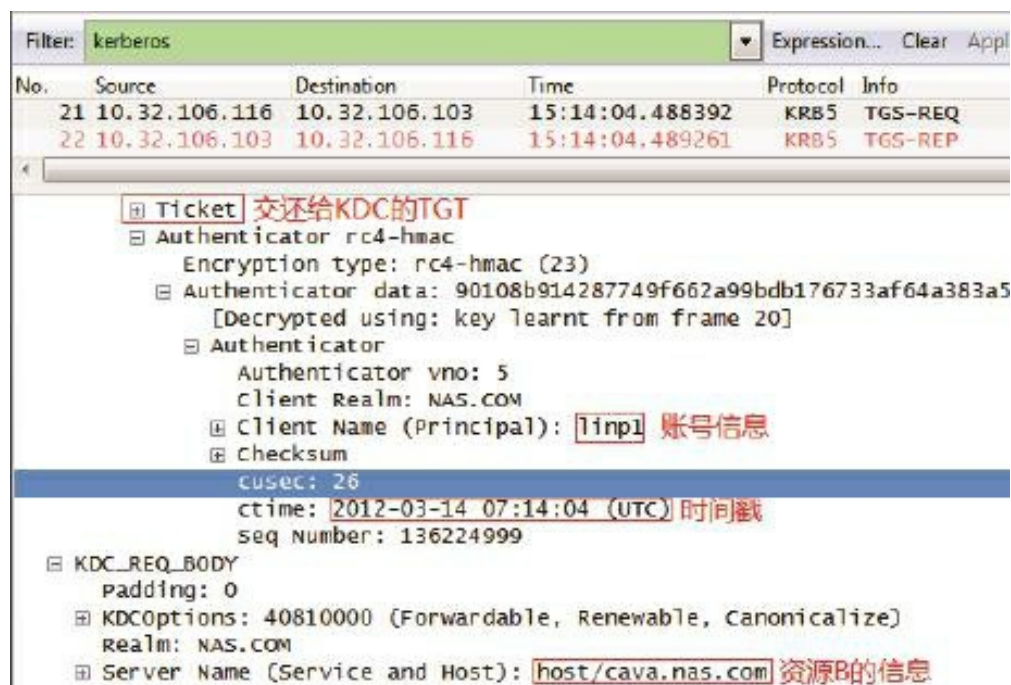 Filter: kerberos Expression... Clear Appl
No. Source Destination Time Protocol Info
21 10.32.106.116 10.32.106.103 15:14:04.488392 KRB5 TGS-REQ
22 10.32.106.103 10.32.106.116 15:14:04.489261 KRB5 TGS-REP
Ticket 交还给KDC的TGT
Authenticator rc4-hmac
Encryption type: rc4-hmac (23)
Authenticator data: 90108b914287749f662a99bdb176733af64a383a5
[Decrypted using: key learnt from frame 20]
Authenticator
Authenticator vno: 5
Client Realm: NAS.COM
Client Name (Principal): linp1 账号信息
Checksum
cusec: 26
ctime: 2012-03-14 07:14:04 (UTC) 时间戳
Seq Number: 136224999
KDC_REQ_BODY
Padding: 0
KDCOptions: 40810000 (Forwardable, Renewable, Canonicalize)
Realm: NAS.COM
Server Name (Service and Host): host/cava.nas.com 资源B的信息